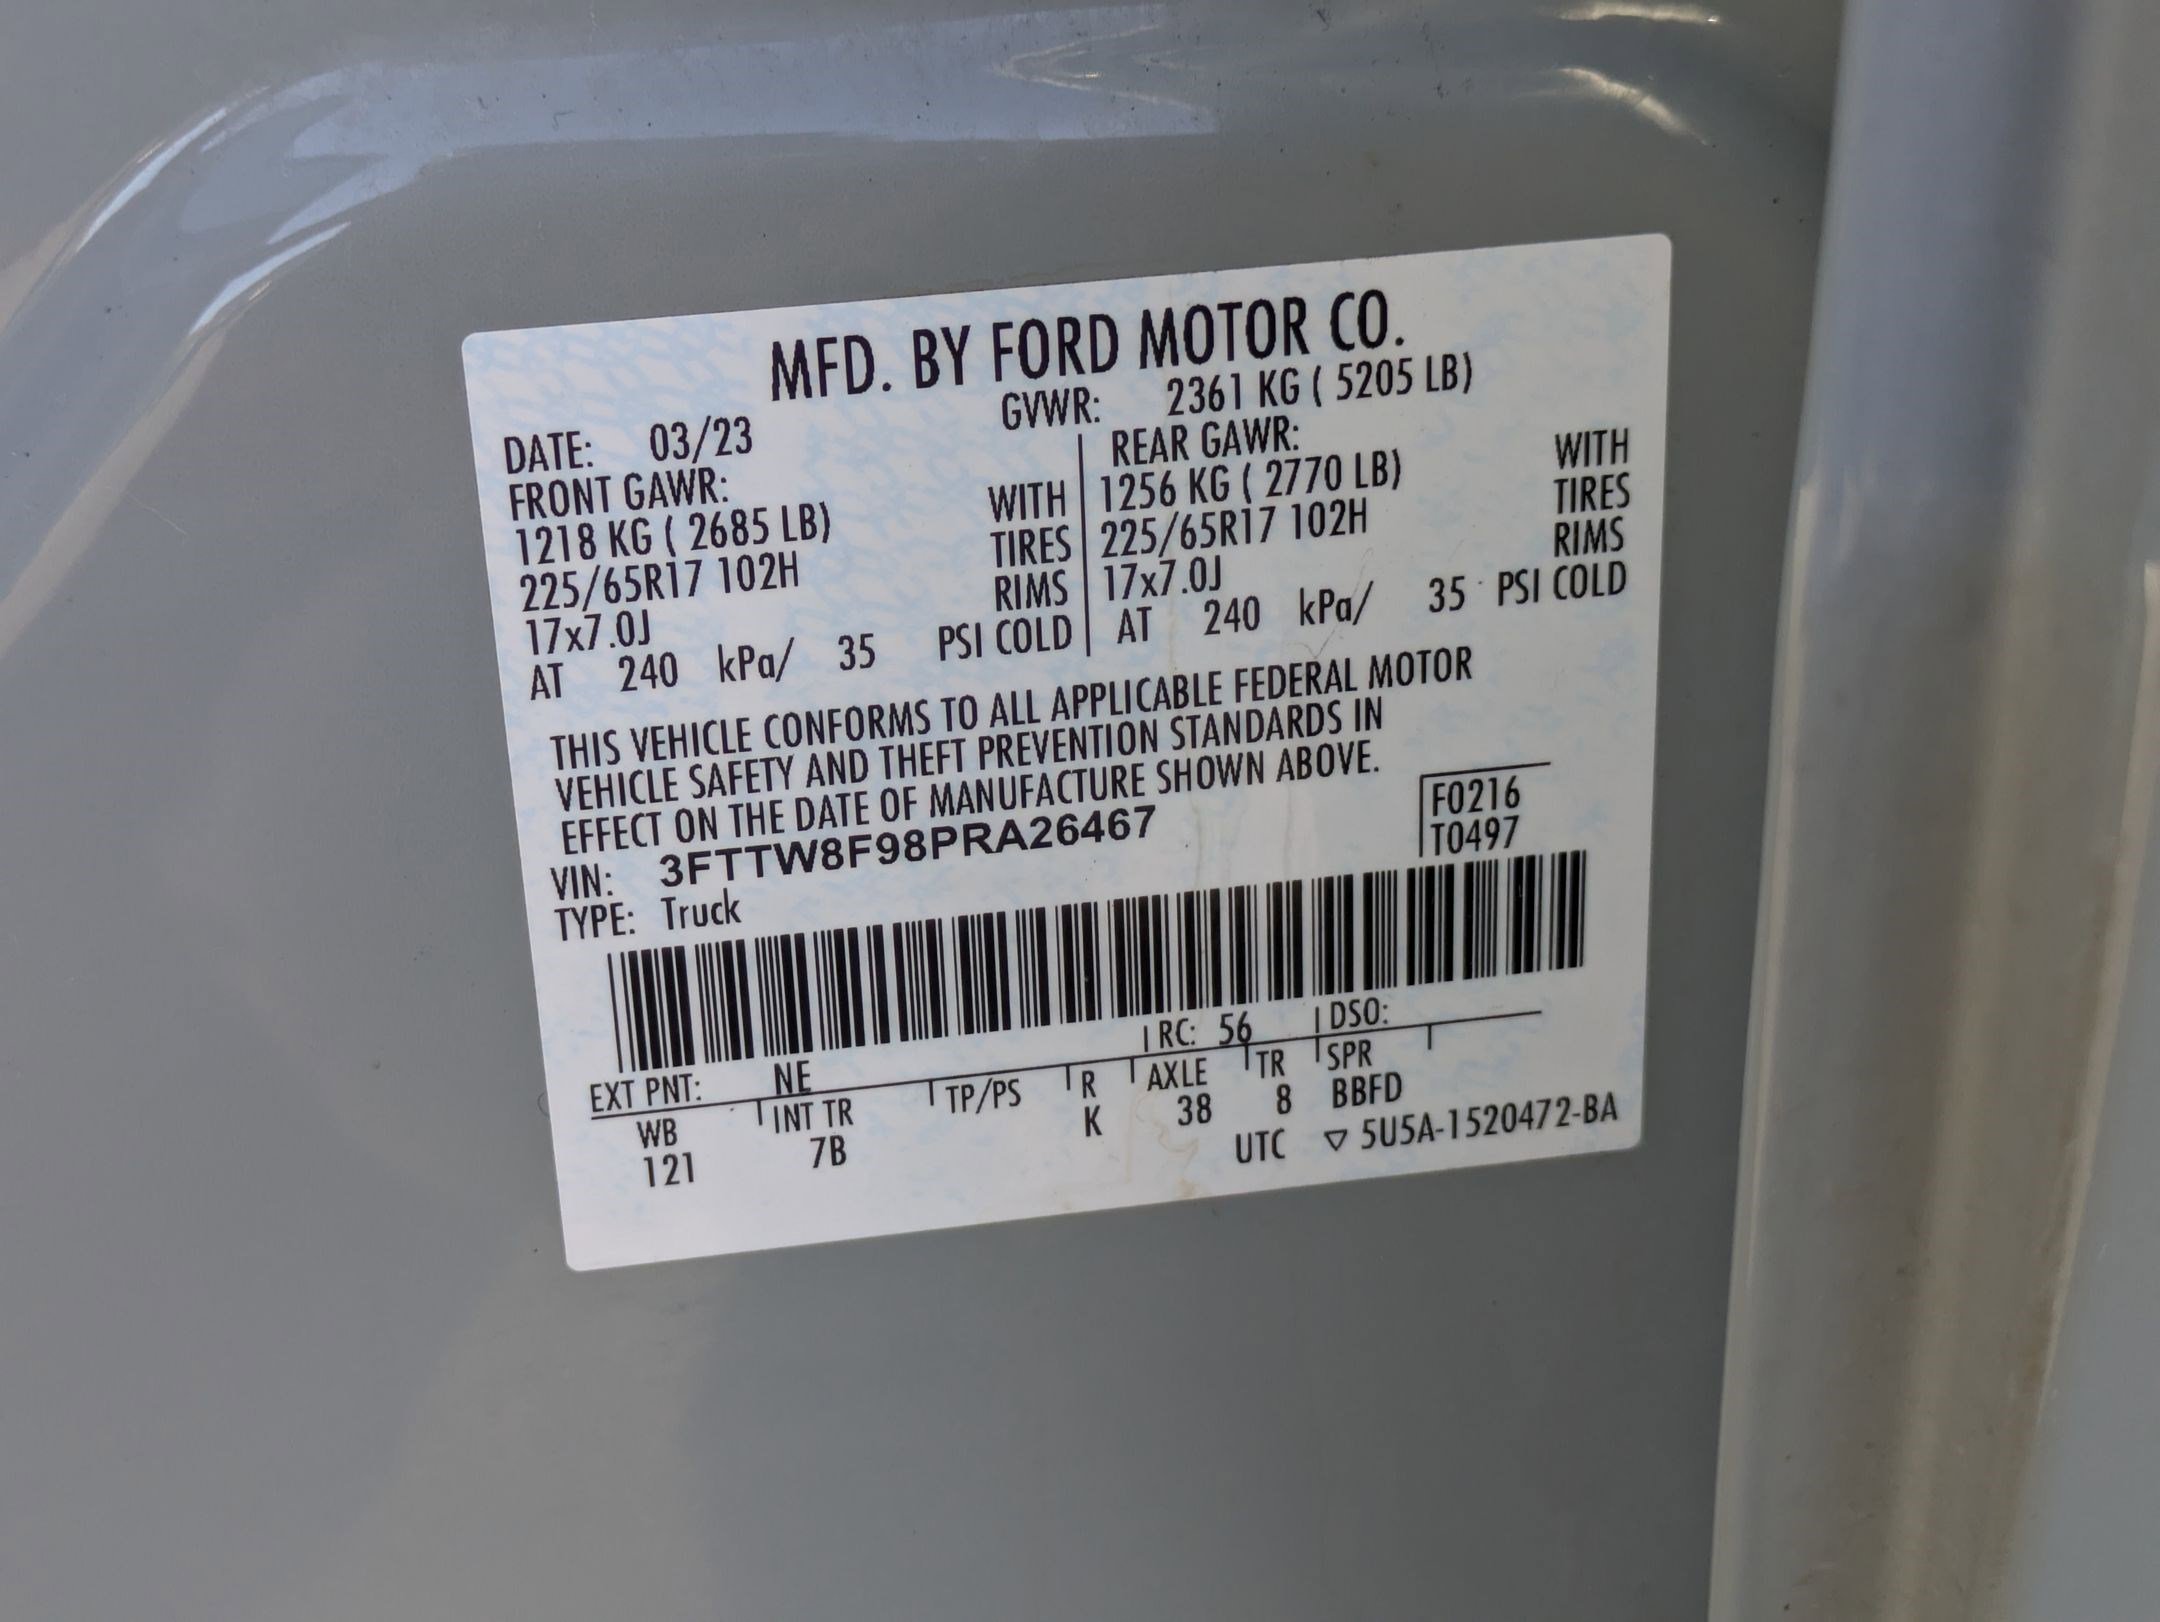 MFD. BY FORD MOTOR CO.
DATE: 03/23 GVWR: 2361 KG ( 5205 LB)
FRONT GAWR: REAR GAWR:
1218 KG ( 2685 LB) WITH 1256 KG ( 2770 LB) WITH
225/65R17 102H TIRES 225/65R17 102H TIRES
17x7.0J RIMS 17x7.0J RIMS
AT 240 kPa/ 35 PSI COLD AT 240 kPa/ 35 PSI COLD
THIS VEHICLE CONFORMS TO ALL APPLICABLE FEDERAL MOTOR
VEHICLE SAFETY AND THEFT PREVENTION STANDARDS IN
EFFECT ON THE DATE OF MANUFACTURE SHOWN ABOVE.
VIN: 3FTTW8F98PRA26467 F0216
TYPE: Truck T0497
EXT PNT: NE RC: 56 DSO:
WB INT TR TP/PS R AXLE TR SPR
121 7B K 38 8 BBFD
UTC ▽ 5U5A-1520472-BA